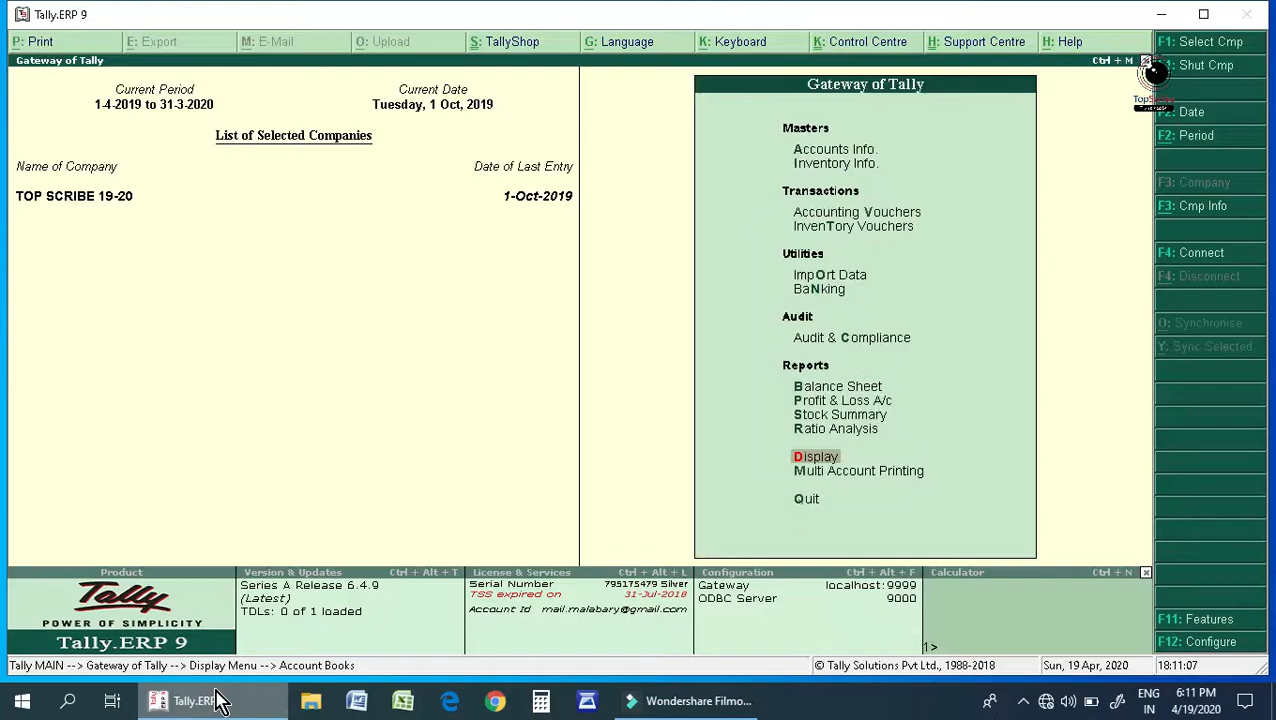 Tally.ERP 9
P: Print
E: Export
M: E-Mail
O: Upload
S: TallyShop
G: Language
K: Keyboard
K: Control Centre
H: Support Centre
H: Help
F1: Select Cmp
Gateway of Tally
Ctrl + M
1: Shut Cmp
Current Period
Current Date
Gateway of Tally
1-4-2019 to 31-3-2020
Tuesday, 1 Oct, 2019
F2: Date
List of Selected Companies
Masters
F2: Period
Name of Company
Date of Last Entry
Accounts Info.
Inventory Info.
F3: Company
TOP SCRIBE 19-20
1-Oct-2019
Transactions
F3: Cmp Info
Accounting Vouchers
InvenTory Vouchers
Utilities
F4: Connect
ImpOrt Data
F4: Disconnect
BaNking
Audit
O: Synchronise
Audit & Compliance
Y: Sync Selected
Reports
Balance Sheet
Profit & Loss A/c
Stock Summary
Ratio Analysis
Display
Multi Account Printing
Quit
Product
Version & Updates
Ctrl + Alt + T
License & Services
Ctrl + Alt + L
Configuration
Ctrl + Alt + F
Calculator
Ctrl + N
Tally
POWER OF SIMPLICITY
Tally.ERP 9
Series A Release 6.4.9
(Latest)
TDLs: 0 of 1 loaded
Serial Number 795175479 Silver
TSS expired on 31-Jul-2018
Account Id mail.malabary@gmail.com
Gateway localhost:9999
ODBC Server 9000
1>
F11: Features
F12: Configure
Tally MAIN --> Gateway of Tally --> Display Menu --> Account Books
© Tally Solutions Pvt Ltd., 1988-2019
Sun, 19 Apr, 2020
18:11:07
Tally.ERP
Wondershare Filmo...
ENG
IN
6:11 PM
4/19/2020